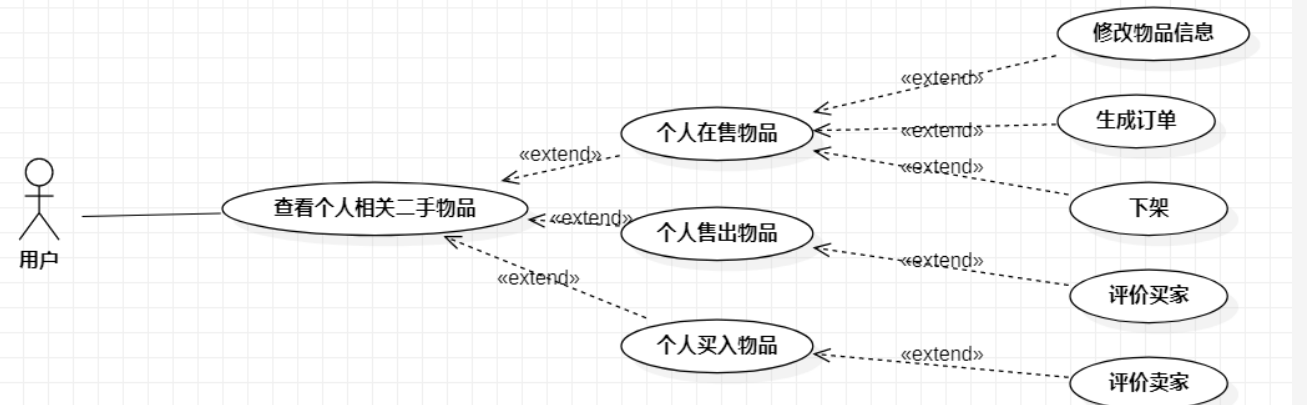 修改物品信息
«extend»
生成订单
«extend»
个人在售物品
«extend»
«extend»
下架
查看个人相关二手物品
«extend»
个人售出物品
用户
«extend»
«extend»
评价买家
个人买入物品
«extend»
评价卖家